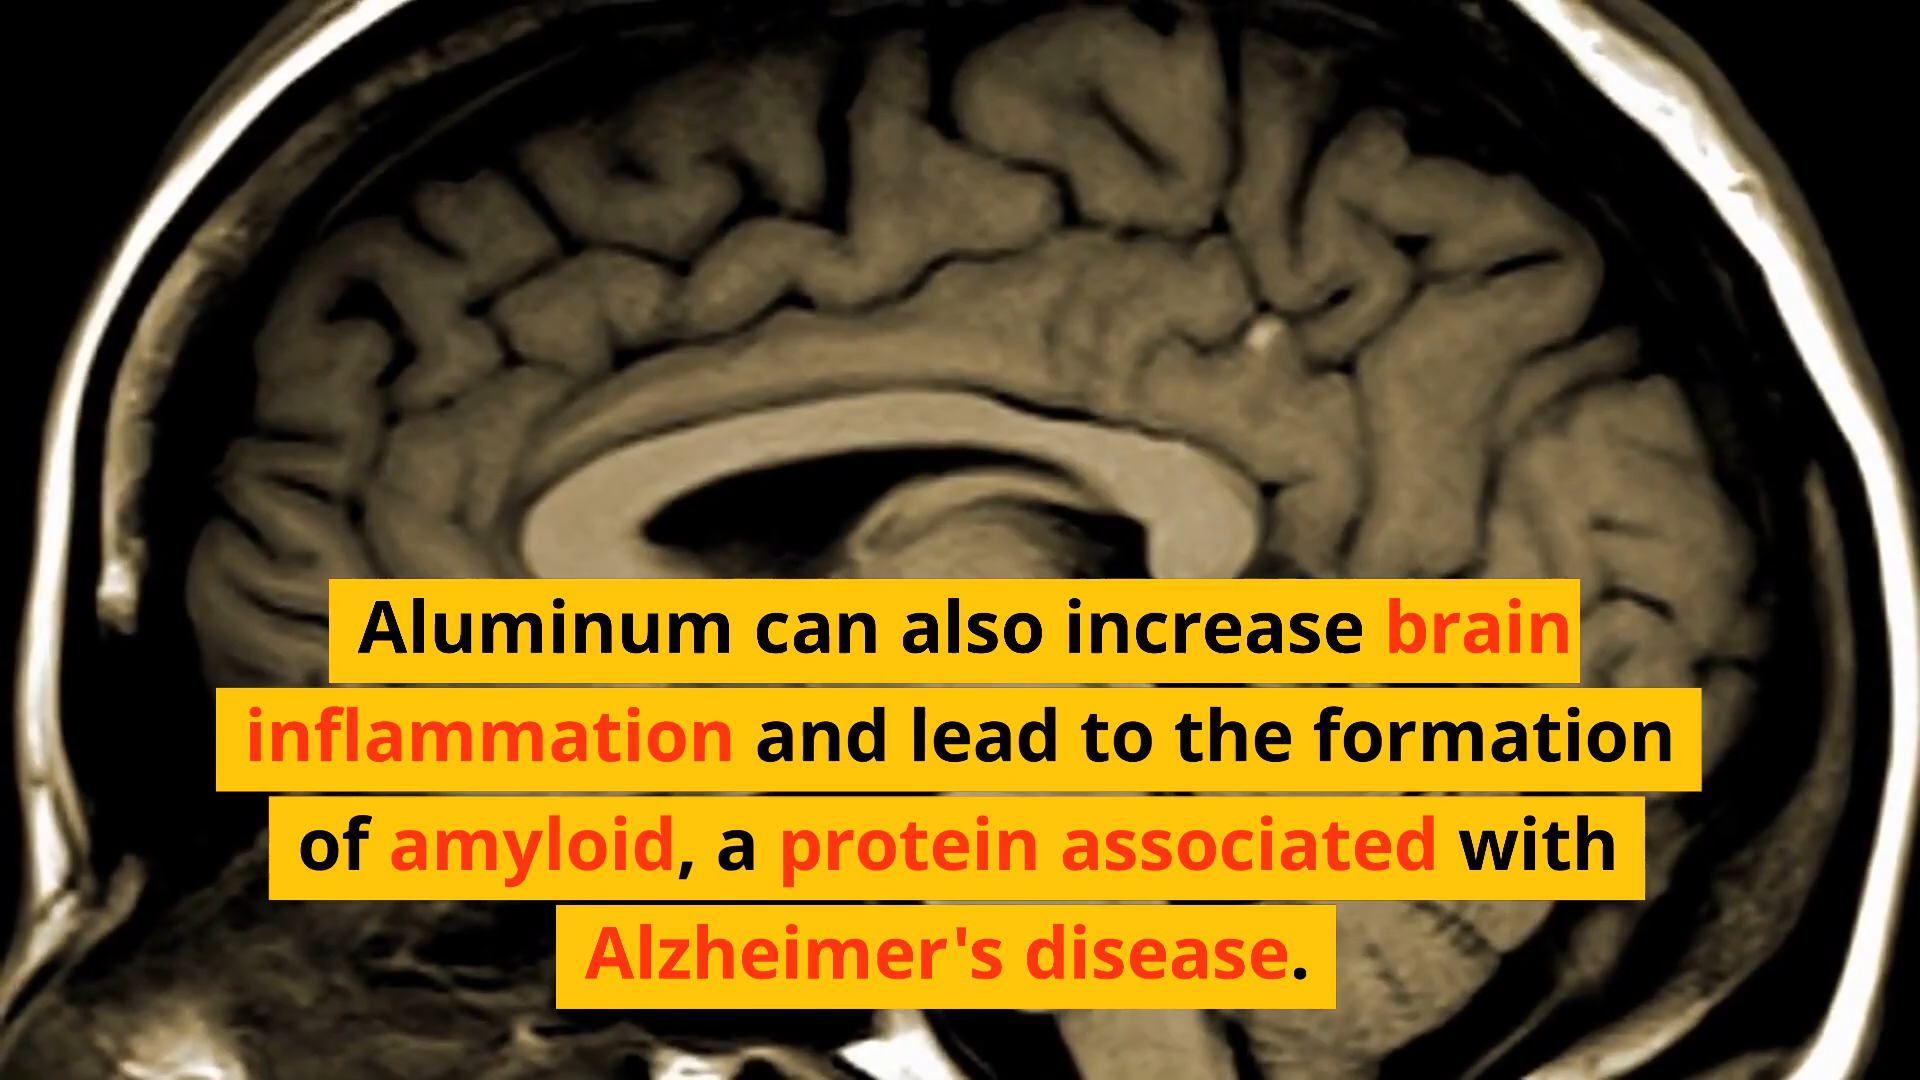 Aluminum can also increase brain
inflammation and lead to the formation
of amyloid, a protein associated with
Alzheimer's disease.